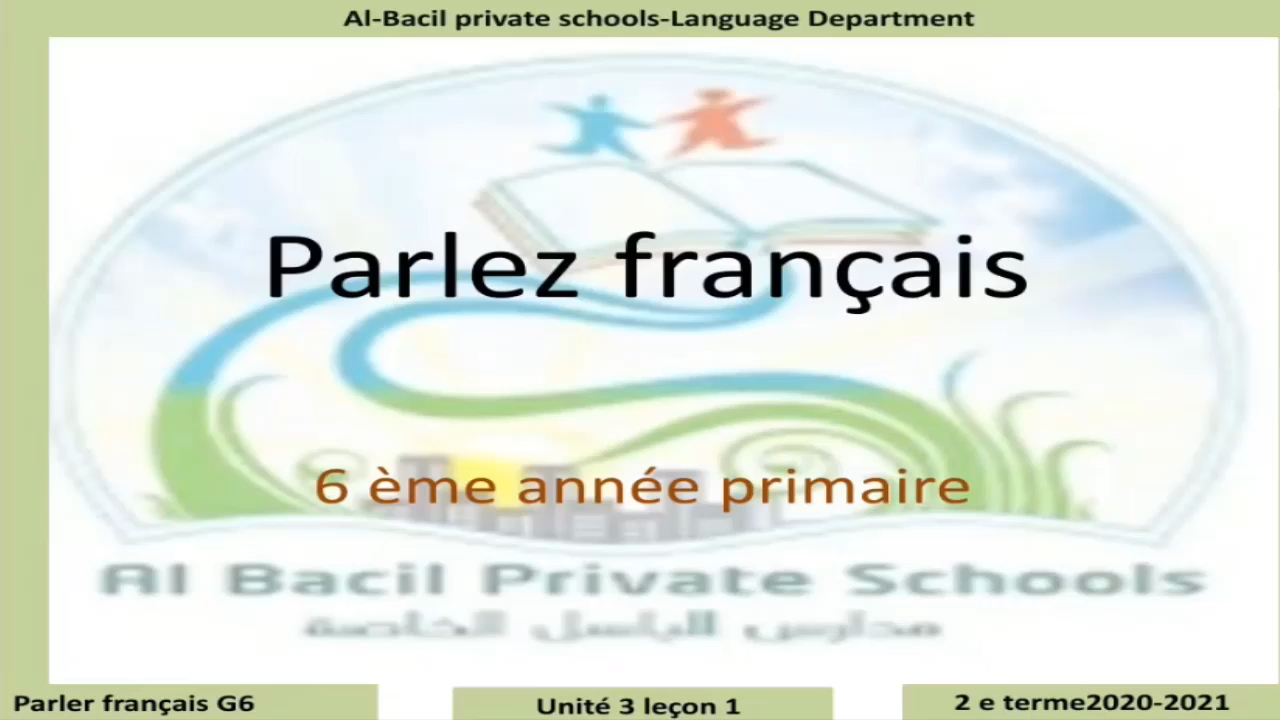 Al-Bacil private schools-Language Department
Parlez français
6 ème année primaire
Al Bacil Private Schools
مدارس الباسل الخاصة
Parler français G6
Unité 3 leçon 1
2 e terme2020-2021